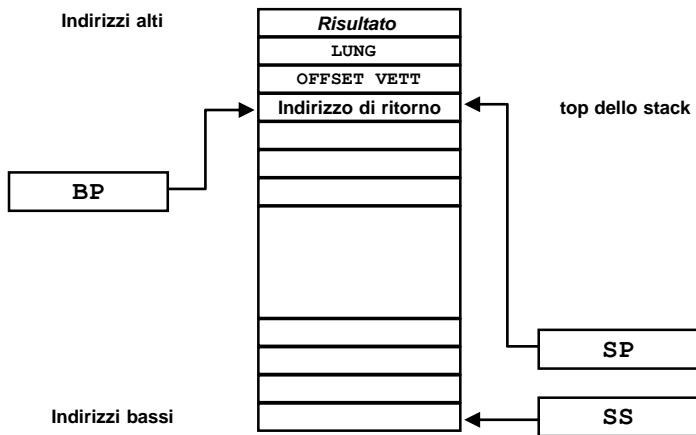 Indirizzi alti
Risultato
LUNG
OFFSET VETT
Indirizzo di ritorno
top dello stack
BP
SP
Indirizzi bassi
SS